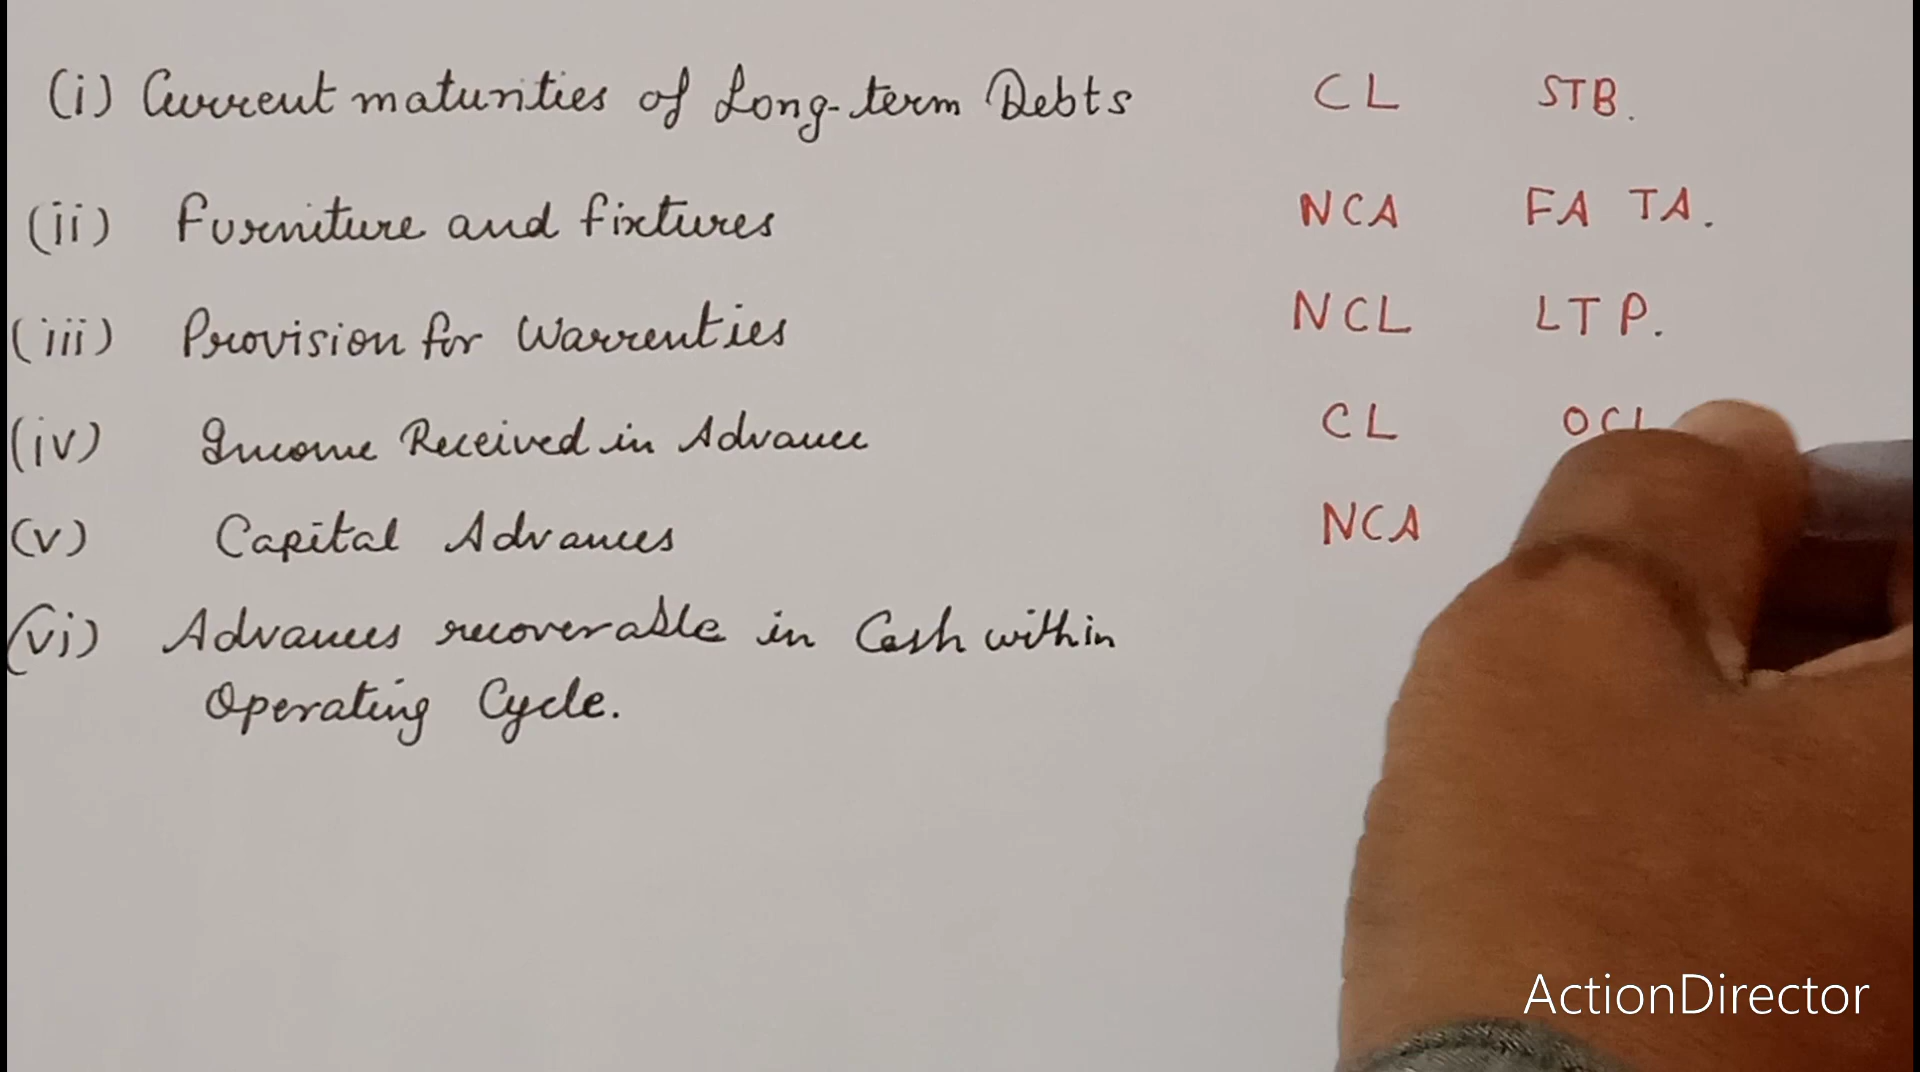 (i) Current maturities of Long-term Debts CL STB.
(ii) Furniture and fixtures NCA FA TA.
(iii) Provision for Warrenties NCL LTP.
(iv) Income Received in Advance CL OCL
(v) Capital Advances NCA
(vi) Advances recoverable in Cash within
Operating Cycle.
ActionDirector